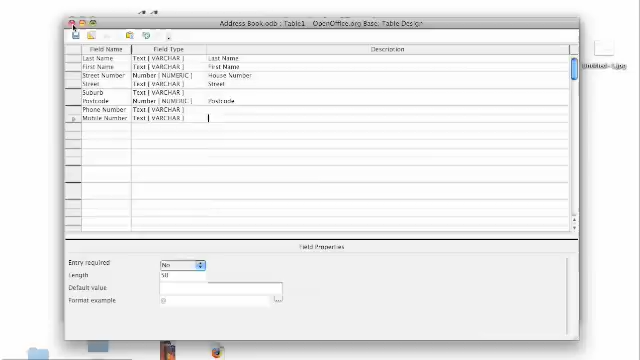 Address Book.odb : Table1   OpenOffice.org Base: Table Design
Field Name Field Type Description
Last Name Text [ VARCHAR ] Last Name
First Name Text [ VARCHAR ] First Name
Street Number Number [ NUMERIC ] House Number
Street Text [ VARCHAR ] Street
Suburb Text [ VARCHAR ]
Postcode Number [ NUMERIC ] Postcode
Phone Number Text [ VARCHAR ]
Mobile Number Text [ VARCHAR ]
Field Properties
Entry required No
Length 50
Default value
Format example @
...